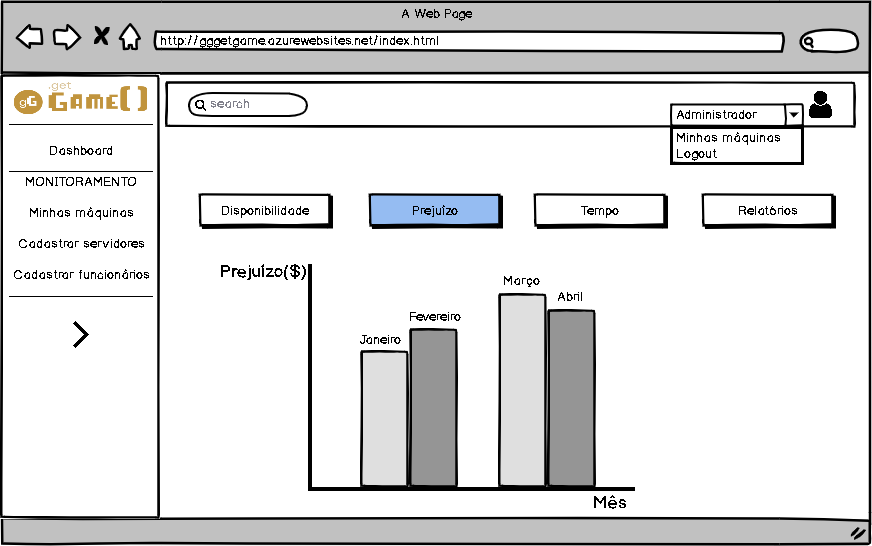 A Web Page
http://gggetgame.azurewebsites.net/index.html
gG
.get
GAME()
search
Administrador
Minhas máquinas
Logout
Dashboard
MONITORAMENTO
Minhas máquinas
Cadastrar servidores
Cadastrar funcionários
Disponibilidade
Prejuízo
Tempo
Relatórios
Prejuízo($)
Março
Abril
Fevereiro
Janeiro
Mês